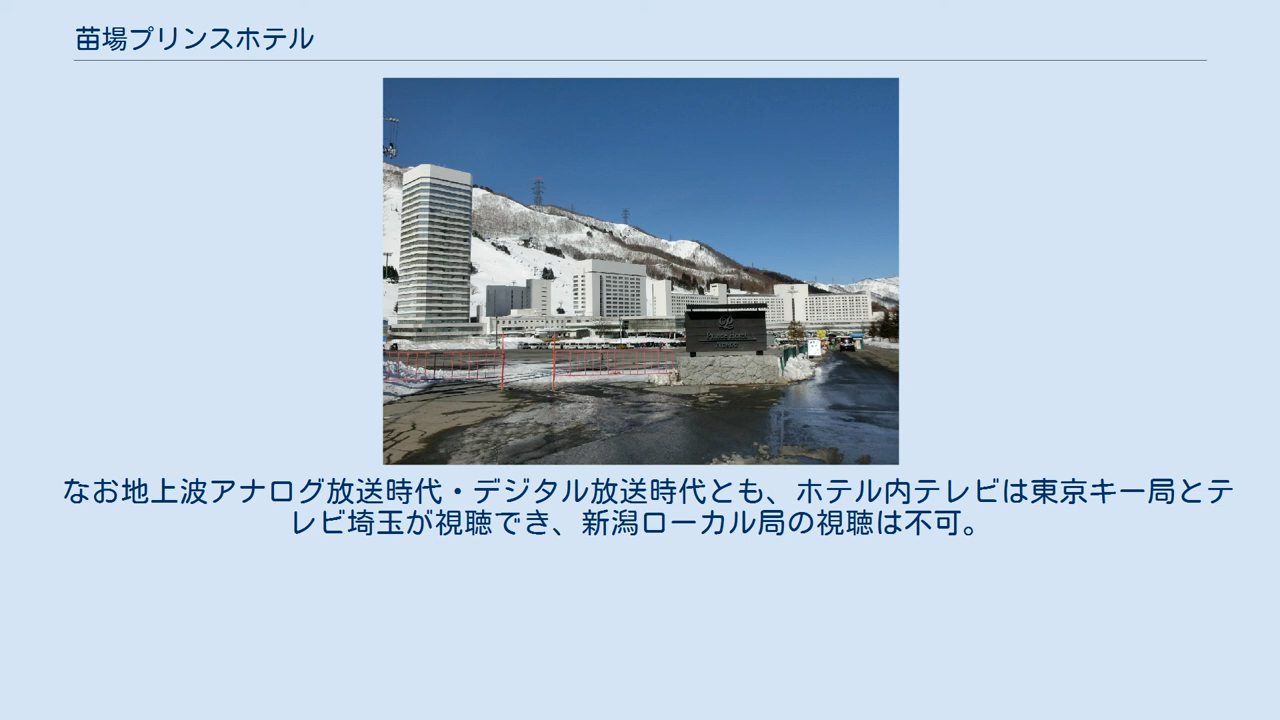 苗場プリンスホテル
なお地上波アナログ放送時代・デジタル放送時代とも、ホテル内テレビは東京キー局とテ
レビ埼玉が視聴でき、新潟ローカル局の視聴は不可。